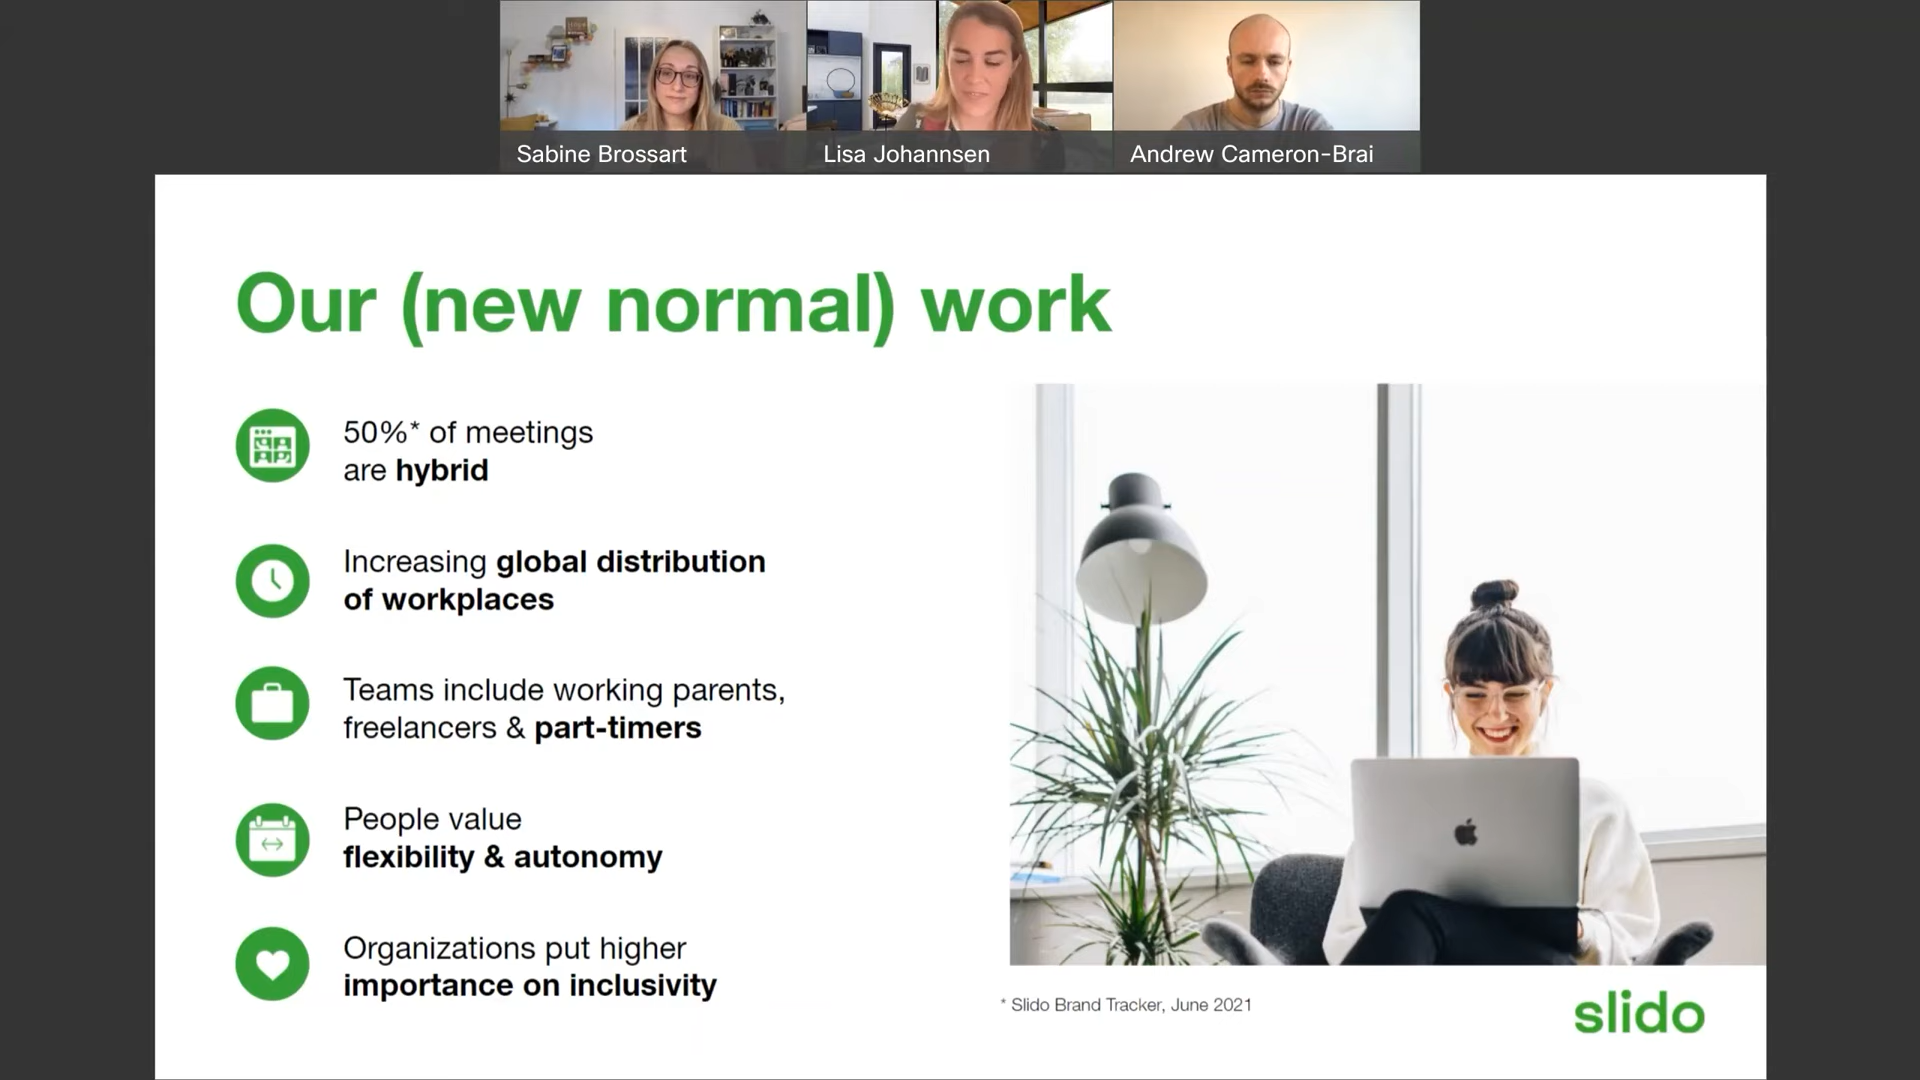 Sabine Brossart
Lisa Johannsen
Andrew Cameron-Brai
Our (new normal) work
50%* of meetings
are hybrid
Increasing global distribution
of workplaces
Teams include working parents,
freelancers & part-timers
People value
flexibility & autonomy
Organizations put higher
importance on inclusivity
* Slido Brand Tracker, June 2021
slido